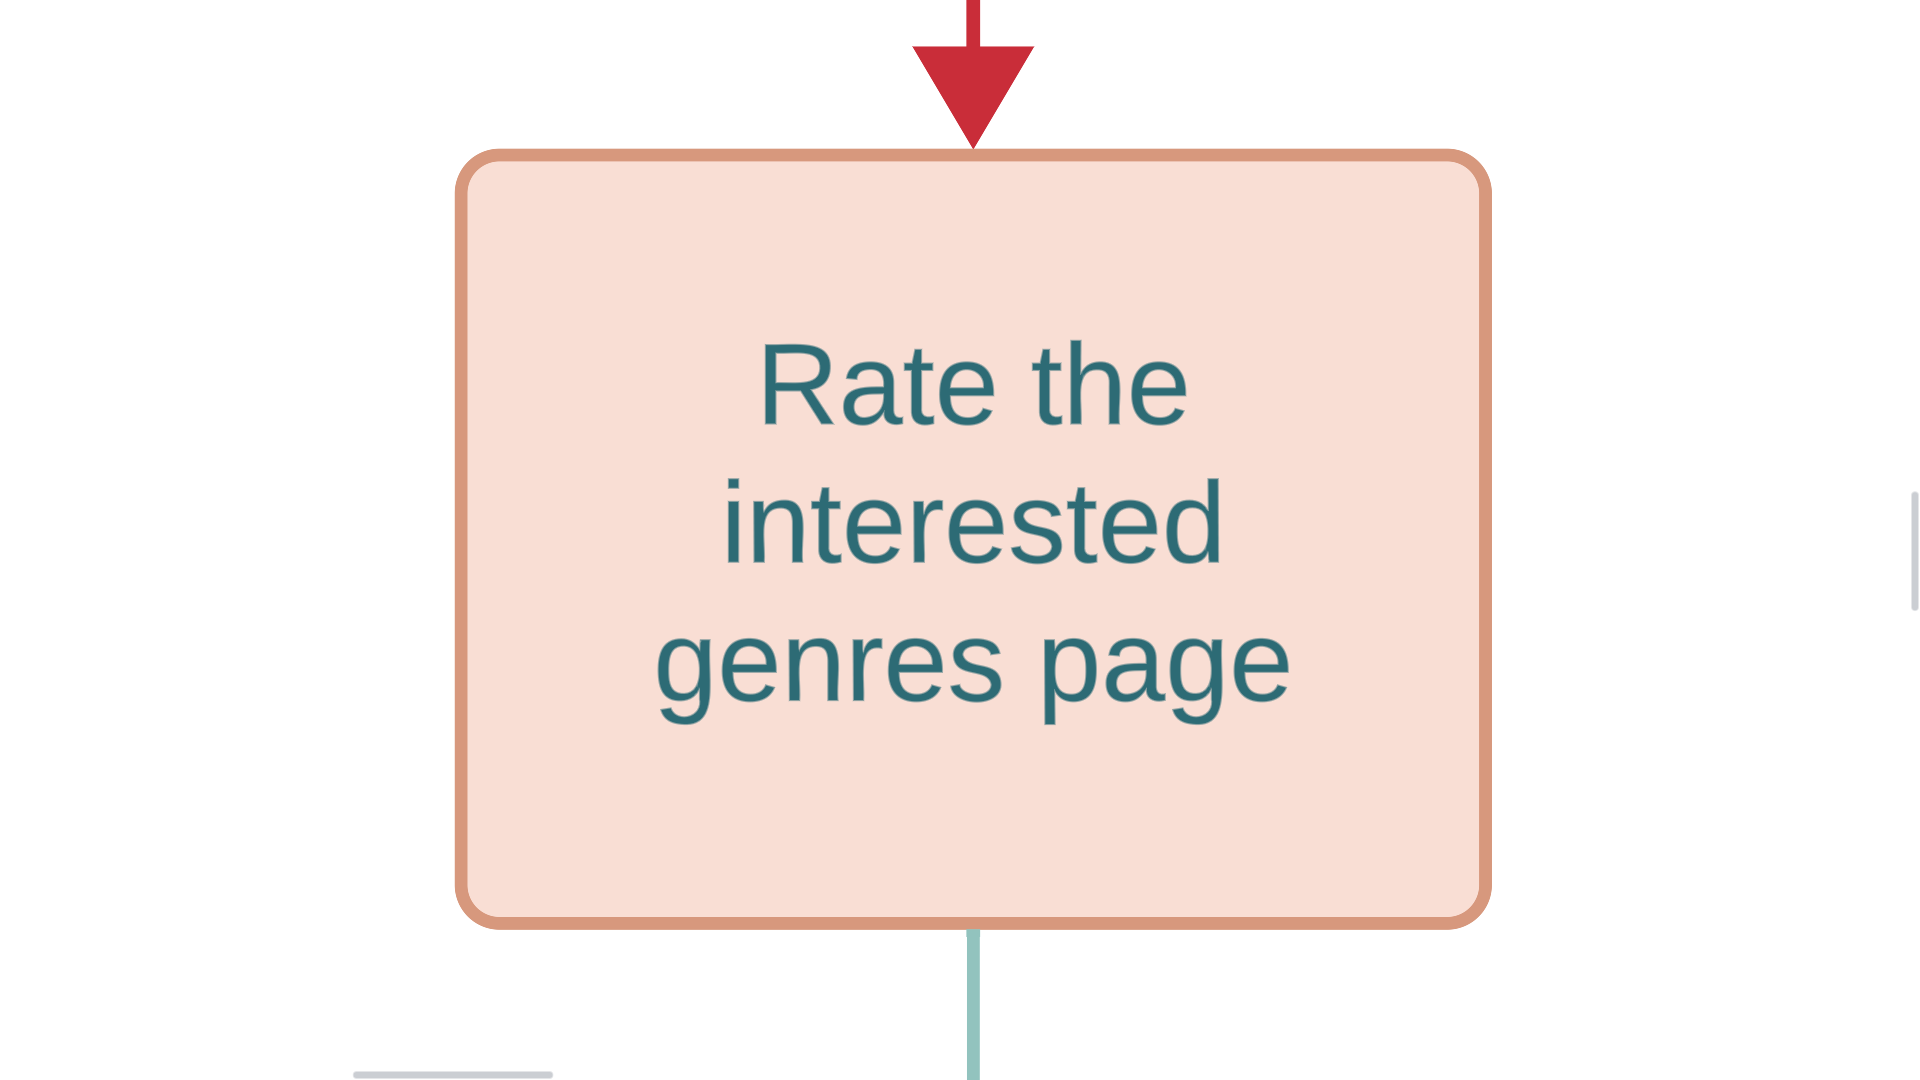 Rate the
interested
genres page